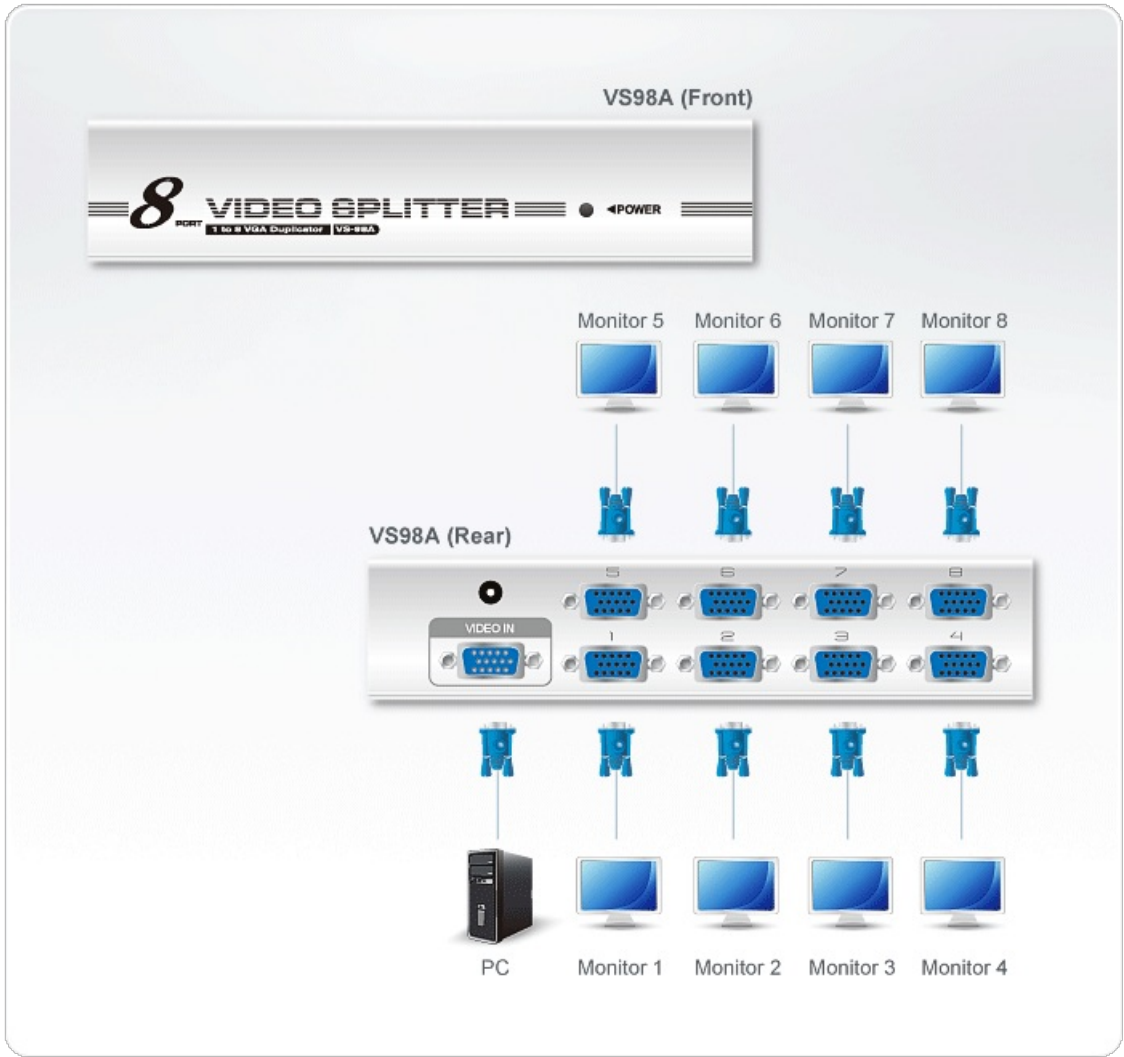 VS98A (Front)
8 PORT VIDEO SPLITTER ◄POWER
1 to 8 VGA Duplicator VS-98A
Monitor 5 Monitor 6 Monitor 7 Monitor 8
VS98A (Rear)
5 6 7 8
VIDEO IN
1 2 3 4
PC Monitor 1 Monitor 2 Monitor 3 Monitor 4